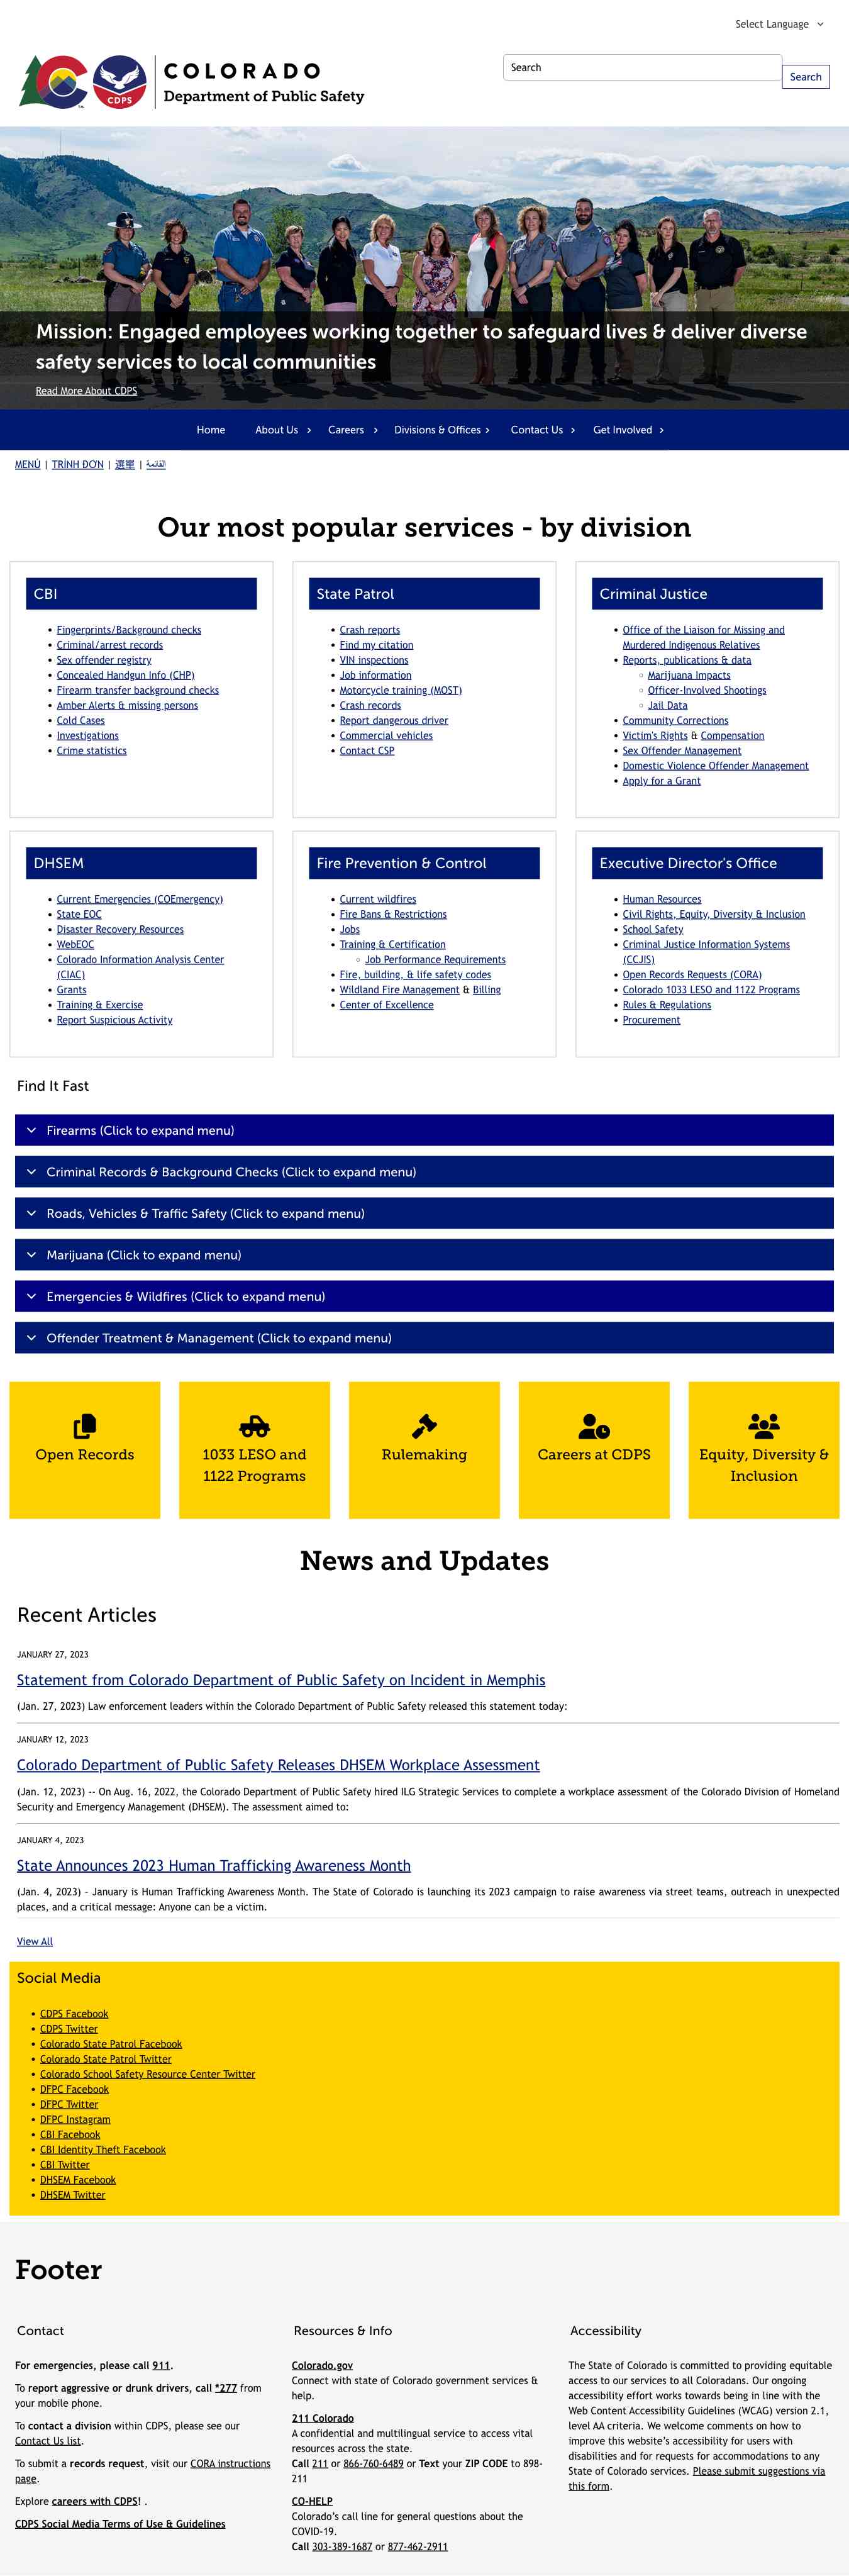 Select Language
COLORADO
Department of Public Safety
CDPS
Search
Search
Mission: Engaged employees working together to safeguard lives & deliver diverse
safety services to local communities
Read More About CDPS
Home About Us Careers Divisions & Offices Contact Us Get Involved
MENÚ | TRÌNH ĐƠN | 選單 | القائمة
Our most popular services - by division
CBI
Fingerprints/Background checks
Criminal/arrest records
Sex offender registry
Concealed Handgun Info (CHP)
Firearm transfer background checks
Amber Alerts & missing persons
Cold Cases
Investigations
Crime statistics
State Patrol
Crash reports
Find my citation
VIN inspections
Job information
Motorcycle training (MOST)
Crash records
Report dangerous driver
Commercial vehicles
Contact CSP
Criminal Justice
Office of the Liaison for Missing and
Murdered Indigenous Relatives
Reports, publications & data
Marijuana Impacts
Officer-Involved Shootings
Jail Data
Community Corrections
Victim's Rights & Compensation
Sex Offender Management
Domestic Violence Offender Management
Apply for a Grant
DHSEM
Current Emergencies (COEmergency)
State EOC
Disaster Recovery Resources
WebEOC
Colorado Information Analysis Center
(CIAC)
Grants
Training & Exercise
Report Suspicious Activity
Fire Prevention & Control
Current wildfires
Fire Bans & Restrictions
Jobs
Training & Certification
Job Performance Requirements
Fire, building, & life safety codes
Wildland Fire Management & Billing
Center of Excellence
Executive Director's Office
Human Resources
Civil Rights, Equity, Diversity & Inclusion
School Safety
Criminal Justice Information Systems
(CCJIS)
Open Records Requests (CORA)
Colorado 1033 LESO and 1122 Programs
Rules & Regulations
Procurement
Find It Fast
Firearms (Click to expand menu)
Criminal Records & Background Checks (Click to expand menu)
Roads, Vehicles & Traffic Safety (Click to expand menu)
Marijuana (Click to expand menu)
Emergencies & Wildfires (Click to expand menu)
Offender Treatment & Management (Click to expand menu)
Open Records
1033 LESO and
1122 Programs
Rulemaking
Careers at CDPS
Equity, Diversity &
Inclusion
News and Updates
Recent Articles
JANUARY 27, 2023
Statement from Colorado Department of Public Safety on Incident in Memphis
(Jan. 27, 2023) Law enforcement leaders within the Colorado Department of Public Safety released this statement today:
JANUARY 12, 2023
Colorado Department of Public Safety Releases DHSEM Workplace Assessment
(Jan. 12, 2023) -- On Aug. 16, 2022, the Colorado Department of Public Safety hired ILG Strategic Services to complete a workplace assessment of the Colorado Division of Homeland
Security and Emergency Management (DHSEM). The assessment aimed to:
JANUARY 4, 2023
State Announces 2023 Human Trafficking Awareness Month
(Jan. 4, 2023) – January is Human Trafficking Awareness Month. The State of Colorado is launching its 2023 campaign to raise awareness via street teams, outreach in unexpected
places, and a critical message: Anyone can be a victim.
View All
Social Media
CDPS Facebook
CDPS Twitter
Colorado State Patrol Facebook
Colorado State Patrol Twitter
Colorado School Safety Resource Center Twitter
DFPC Facebook
DFPC Twitter
DFPC Instagram
CBI Facebook
CBI Identity Theft Facebook
CBI Twitter
DHSEM Facebook
DHSEM Twitter
Footer
Contact
For emergencies, please call 911.
To report aggressive or drunk drivers, call *277 from
your mobile phone.
To contact a division within CDPS, please see our
Contact Us list.
To submit a records request, visit our CORA instructions
page.
Explore careers with CDPS! .
CDPS Social Media Terms of Use & Guidelines
Resources & Info
Colorado.gov
Connect with state of Colorado government services &
help.
211 Colorado
A confidential and multilingual service to access vital
resources across the state.
Call 211 or 866-760-6489 or Text your ZIP CODE to 898-
211
CO-HELP
Colorado's call line for general questions about the
COVID-19.
Call 303-389-1687 or 877-462-2911
Accessibility
The State of Colorado is committed to providing equitable
access to our services to all Coloradans. Our ongoing
accessibility effort works towards being in line with the
Web Content Accessibility Guidelines (WCAG) version 2.1,
level AA criteria. We welcome comments on how to
improve this website's accessibility for users with
disabilities and for requests for accommodations to any
State of Colorado services. Please submit suggestions via
this form.